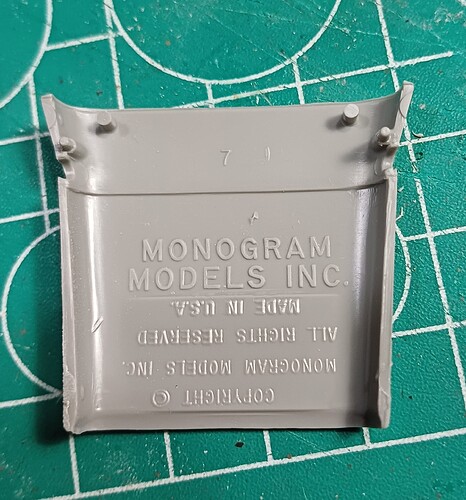 7
MONOGRAM
MODELS INC.
COPYRIGHT ©
MONOGRAM MODELS INC.
ALL RIGHTS RESERVED
MADE IN U.S.A.